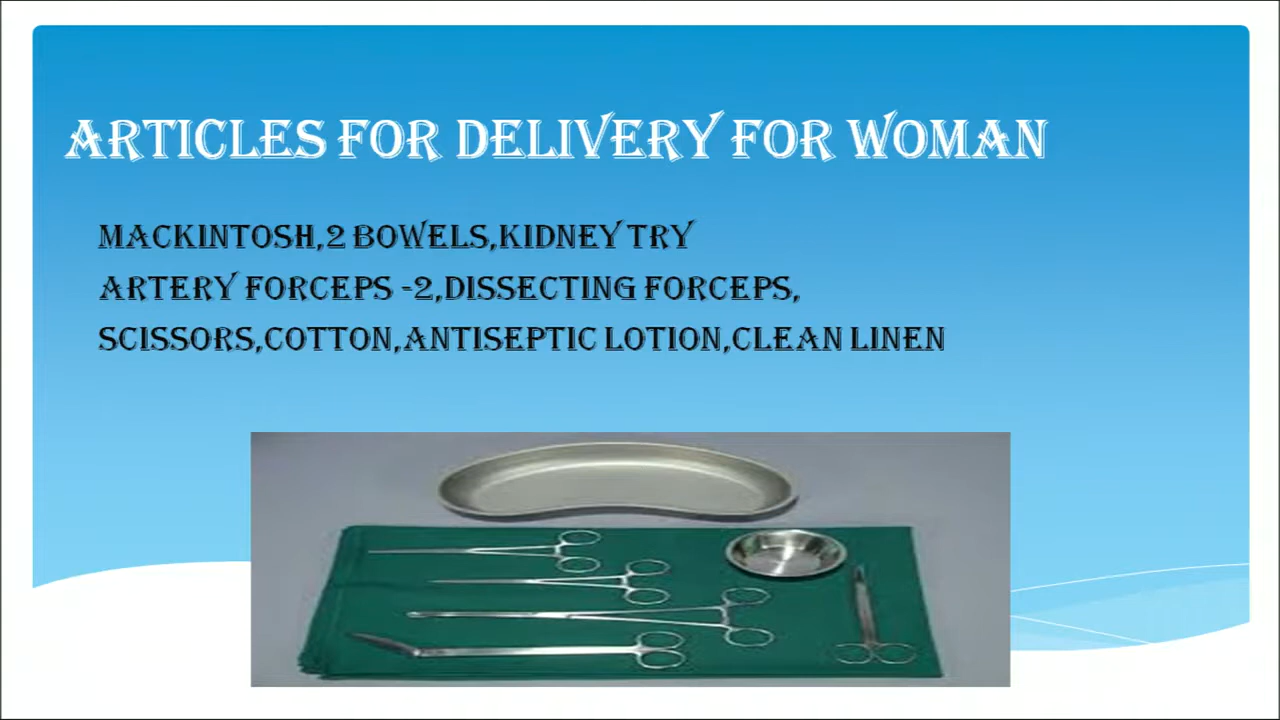 ARTICLES FOR DELIVERY FOR WOMAN
MACKINTOSH,2 BOWELS,KIDNEY TRY
ARTERY FORCEPS -2,DISSECTING FORCEPS,
SCISSORS,COTTON,ANTISEPTIC LOTION,CLEAN LINEN